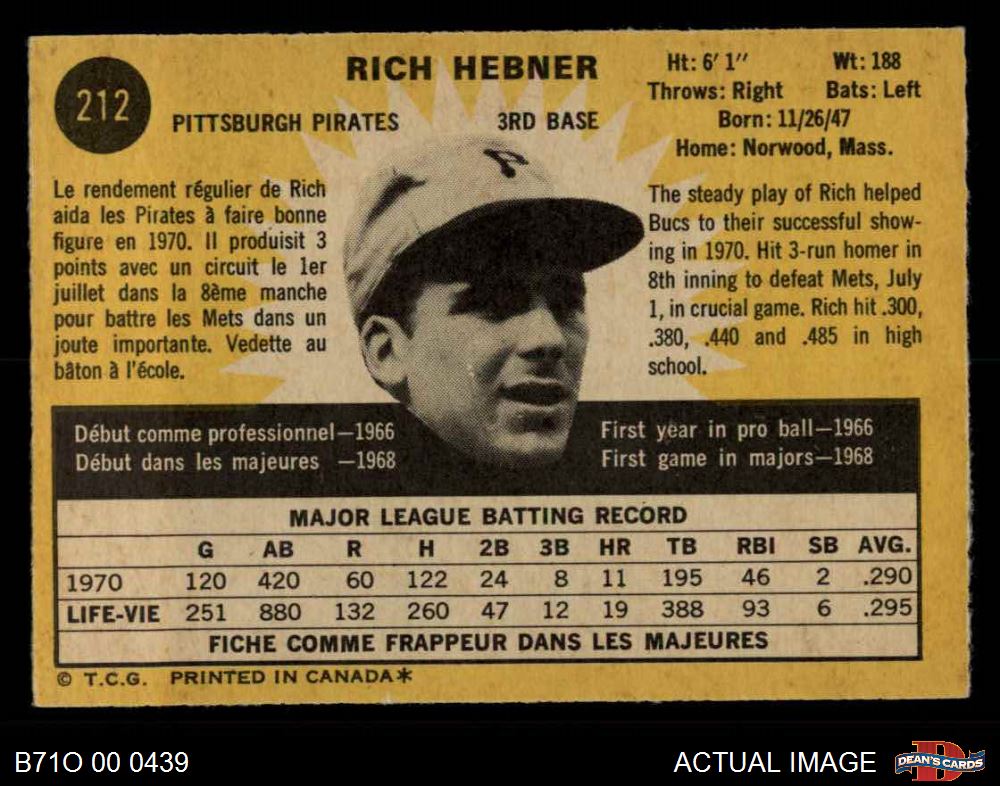 212
RICH HEBNER
PITTSBURGH PIRATES 3RD BASE
Ht: 6' 1" Wt: 188
Throws: Right Bats: Left
Born: 11/26/47
Home: Norwood, Mass.
Le rendement régulier de Rich
aida les Pirates à faire bonne
figure en 1970. Il produisit 3
points avec un circuit le 1er
juillet dans la 8ème manche
pour battre les Mets dans un
joute importante. Vedette au
bâton à l'école.
P
The steady play of Rich helped
Bucs to their successful show-
ing in 1970. Hit 3-run homer in
8th inning to defeat Mets, July
1, in crucial game. Rich hit .300,
.380, .440 and .485 in high
school.
Début comme professionnel—1966
Début dans les majeures —1968
First year in pro ball—1966
First game in majors—1968
MAJOR LEAGUE BATTING RECORD
G AB R H 2B 3B HR TB RBI SB AVG.
1970 120 420 60 122 24 8 11 195 46 2 .290
LIFE-VIE 251 880 132 260 47 12 19 388 93 6 .295
FICHE COMME FRAPPEUR DANS LES MAJEURES
© T.C.G. PRINTED IN CANADA*
B71O 00 0439
ACTUAL IMAGE
D
DEAN'S CARDS